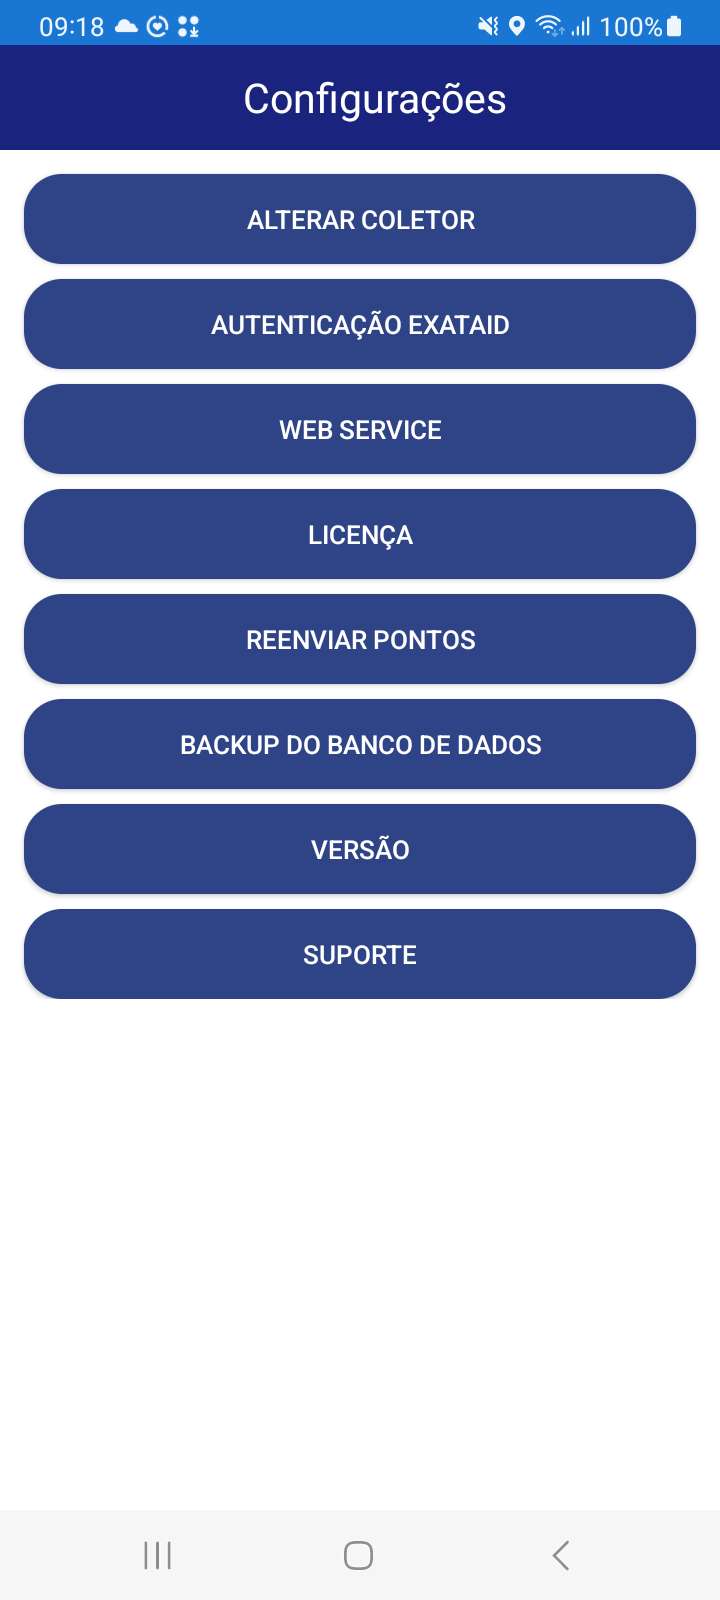 09:18 100%
Configurações
ALTERAR COLETOR
AUTENTICAÇÃO EXATAID
WEB SERVICE
LICENÇA
REENVIAR PONTOS
BACKUP DO BANCO DE DADOS
VERSÃO
SUPORTE